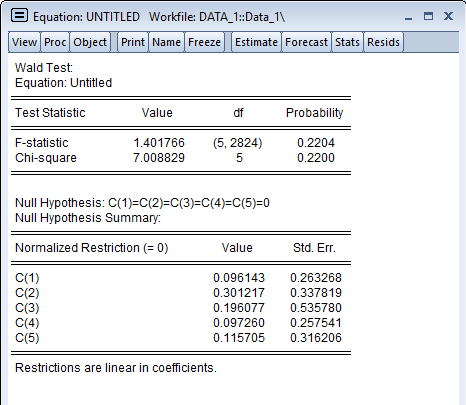 Equation: UNTITLED Workfile: DATA_1::Data_1\
View Proc Object Print Name Freeze Estimate Forecast Stats Resids
Wald Test:
Equation: Untitled
Test Statistic Value df Probability
F-statistic 1.401766 (5, 2824) 0.2204
Chi-square 7.008829 5 0.2200
Null Hypothesis: C(1)=C(2)=C(3)=C(4)=C(5)=0
Null Hypothesis Summary:
Normalized Restriction (= 0) Value Std. Err.
C(1) 0.096143 0.263268
C(2) 0.301217 0.337819
C(3) 0.196077 0.535780
C(4) 0.097260 0.257541
C(5) 0.115705 0.316206
Restrictions are linear in coefficients.